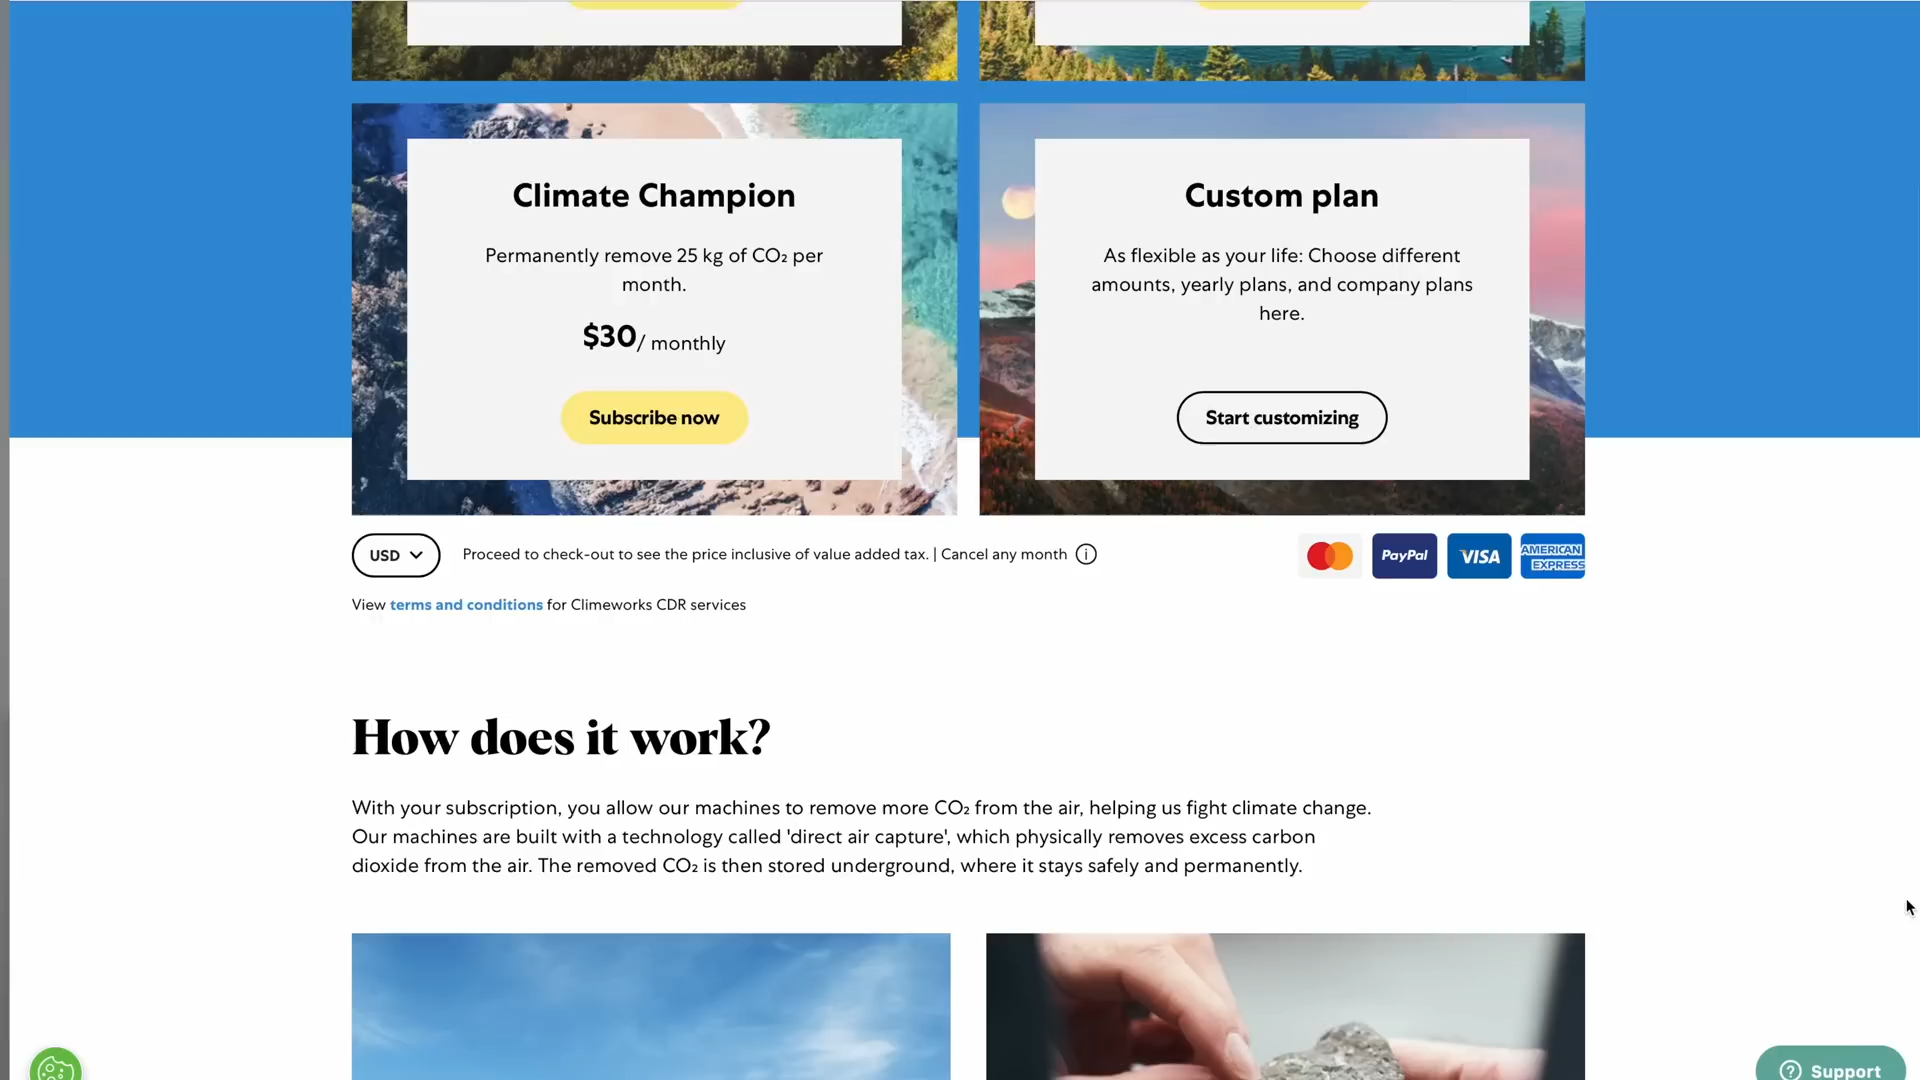 Climate Champion
Permanently remove 25 kg of CO₂ per
month.
$30/ monthly
Subscribe now
Custom plan
As flexible as your life: Choose different
amounts, yearly plans, and company plans
here.
Start customizing
USD
Proceed to check-out to see the price inclusive of value added tax. | Cancel any month
PayPal
VISA
AMERICAN
EXPRESS
View terms and conditions for Climeworks CDR services
How does it work?
With your subscription, you allow our machines to remove more CO₂ from the air, helping us fight climate change.
Our machines are built with a technology called 'direct air capture', which physically removes excess carbon
dioxide from the air. The removed CO₂ is then stored underground, where it stays safely and permanently.
Support